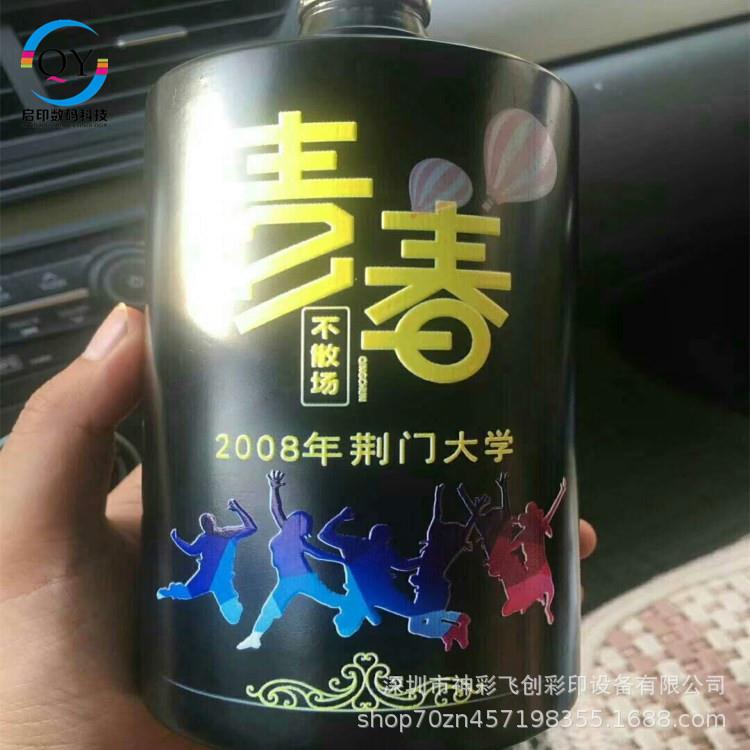 QY
启印数码科技
青春
不散场
QINGCHUN
2008年荆门大学
深圳市神彩飞创彩印设备有限公司
shop70zn457198355.1688.com